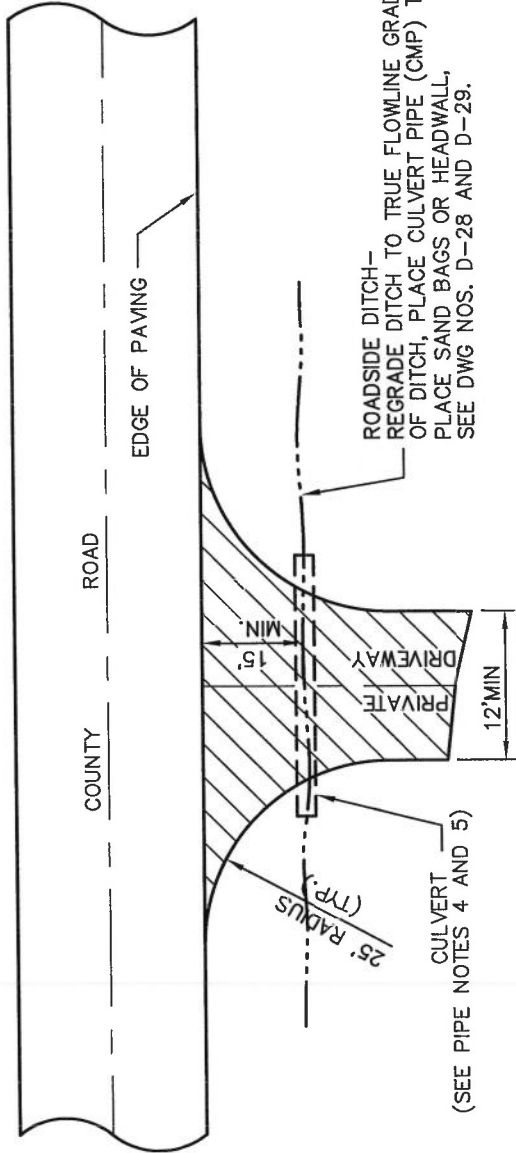 COUNTY ROAD
EDGE OF PAVING
15'
MIN.
PRIVATE
DRIVEWAY
12'MIN
25' RADIUS
(TYP.)
CULVERT
(SEE PIPE NOTES 4 AND 5)
ROADSIDE DITCH-
REGRADE DITCH TO TRUE FLOWLINE
OF DITCH, PLACE CULVERT PIPE (CMP)
PLACE SAND BAGS OR HEADWALL,
SEE DWG NOS. D-28 AND D-29.